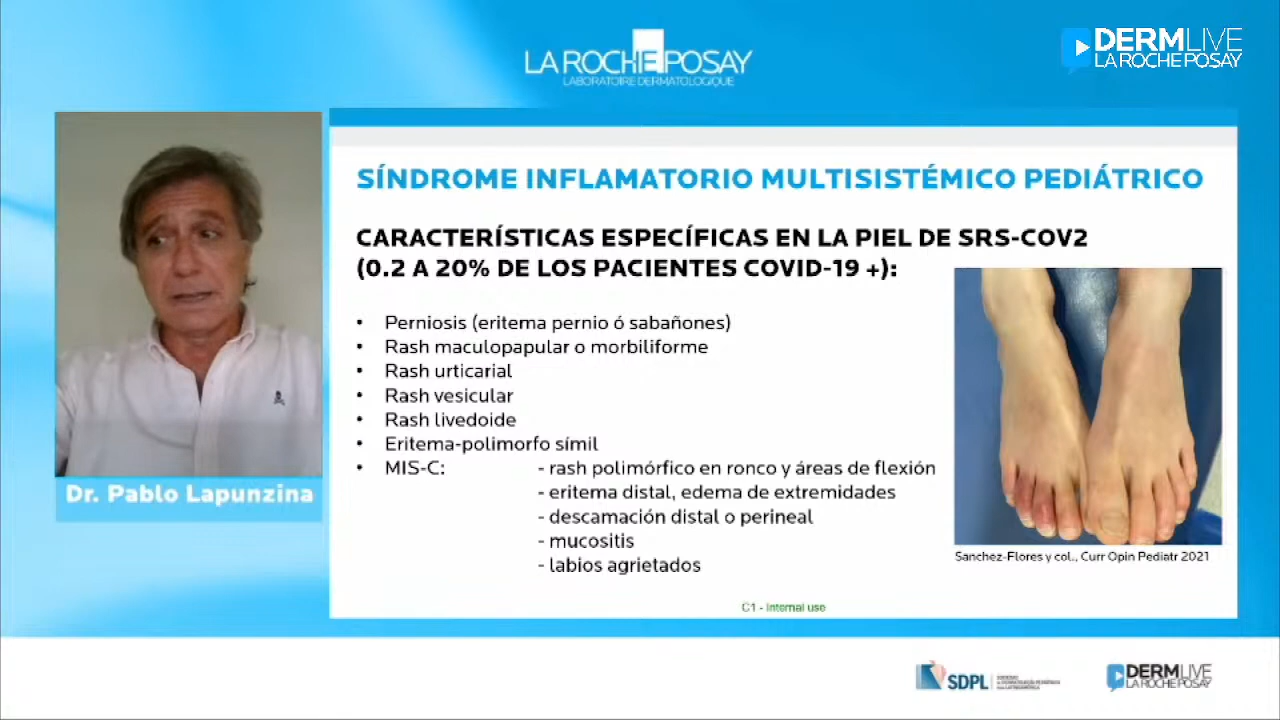 LA ROCHE POSAY
LABORATOIRE DERMATOLOGIQUE
DERMLIVE
LA ROCHE POSAY
SÍNDROME INFLAMATORIO MULTISISTÉMICO PEDIÁTRICO
CARACTERÍSTICAS ESPECÍFICAS EN LA PIEL DE SRS-COV2
(0.2 A 20% DE LOS PACIENTES COVID-19 +):
• Perniosis (eritema pernio ó sabañones)
• Rash maculopapular o morbiliforme
• Rash urticarial
• Rash vesicular
• Rash livedoide
• Eritema-polimorfo símil
• MIS-C: - rash polimórfico en ronco y áreas de flexión
- eritema distal, edema de extremidades
- descamación distal o perineal
- mucositis
- labios agrietados
Sanchez-Flores y col., Curr Opin Pediatr 2021
C1 - Internal use
Dr. Pablo Lapunzina
SDPL
DERMLIVE
LA ROCHE POSAY